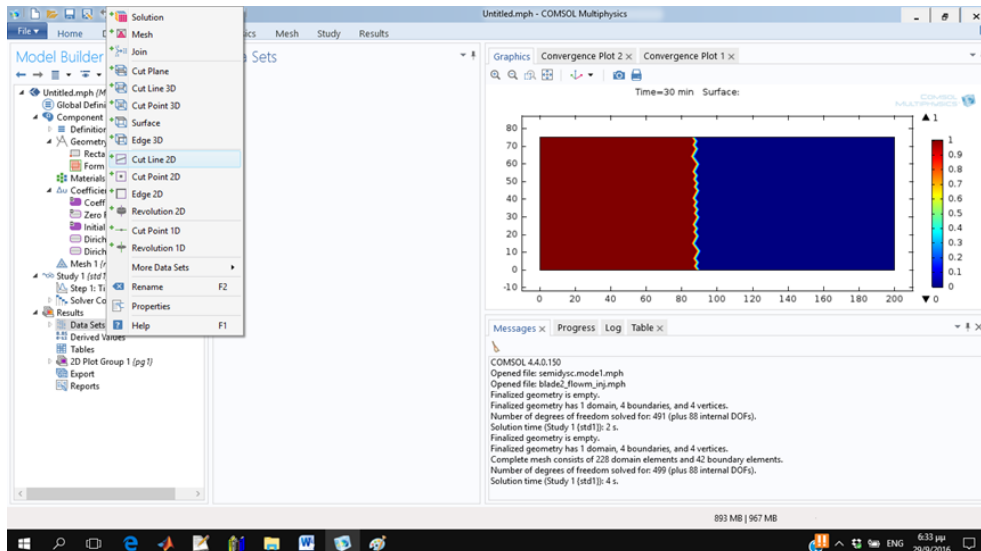 Untitled.mph - COMSOL Multiphysics
File Home Mesh Study Results
Solution
Mesh
Join
Cut Plane
Cut Line 3D
Cut Point 3D
Surface
Edge 3D
Cut Line 2D
Cut Point 2D
Edge 2D
Revolution 2D
Cut Point 1D
Revolution 1D
More Data Sets
Rename F2
Properties
Help F1
Model Builder
Untitled.mph
Global Defini
Component
Definition
Geometry
Recta
Form
Materials
Coefficie
Coeff
Zero
Initial
Dirich
Dirich
Mesh 1
Study 1 (std1
Step 1: Ti
Solver Co
Results
Data Sets
Derived Values
Tables
2D Plot Group 1 (pg1)
Export
Reports
Sets
Graphics Convergence Plot 2 Convergence Plot 1
Time=30 min Surface:
COMSOL
MULTIPHYSICS
80
70
60
50
40
30
20
10
0
-10
0 20 40 60 80 100 120 140 160 180 200
▲ 1
1
0.9
0.8
0.7
0.6
0.5
0.4
0.3
0.2
0.1
0
▼ 0
Messages Progress Log Table
COMSOL 4.4.0.150
Opened file: semidysc.mode1.mph
Opened file: blade2_flowm_inj.mph
Finalized geometry is empty.
Finalized geometry has 1 domain, 4 boundaries, and 4 vertices.
Number of degrees of freedom solved for: 491 (plus 88 internal DOFs).
Solution time (Study 1 (std1)): 2 s.
Finalized geometry is empty.
Finalized geometry has 1 domain, 4 boundaries, and 4 vertices.
Complete mesh consists of 228 domain elements and 42 boundary elements.
Number of degrees of freedom solved for: 499 (plus 88 internal DOFs).
Solution time (Study 1 (std1)): 4 s.
893 MB | 967 MB
ENG
6:33 μμ
29/9/2016